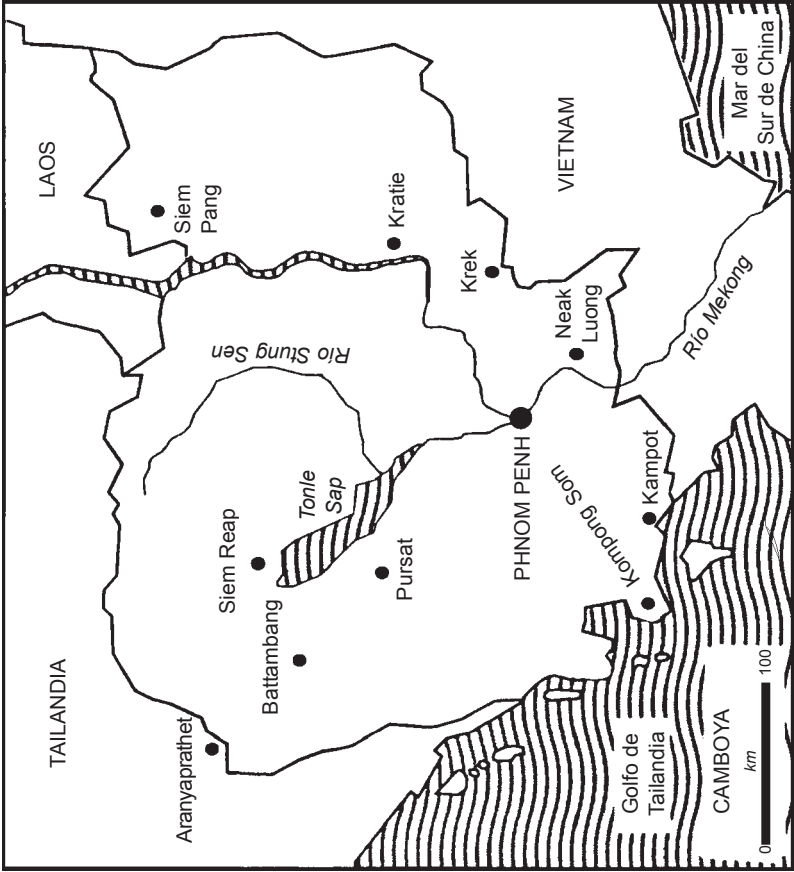 TAILANDIA
LAOS
Aranyaprathet
Siem Reap
Battambang
Tonle
Sap
Pursat
Río Stung Sen
Siem
Pang
Kratie
Krek
Neak
Luong
VIETNAM
PHNOM PENH
Kompong Som
Kampot
Río Mekong
Golfo de
Tailandia
CAMBOYA
km
0
100
Mar del
Sur de China